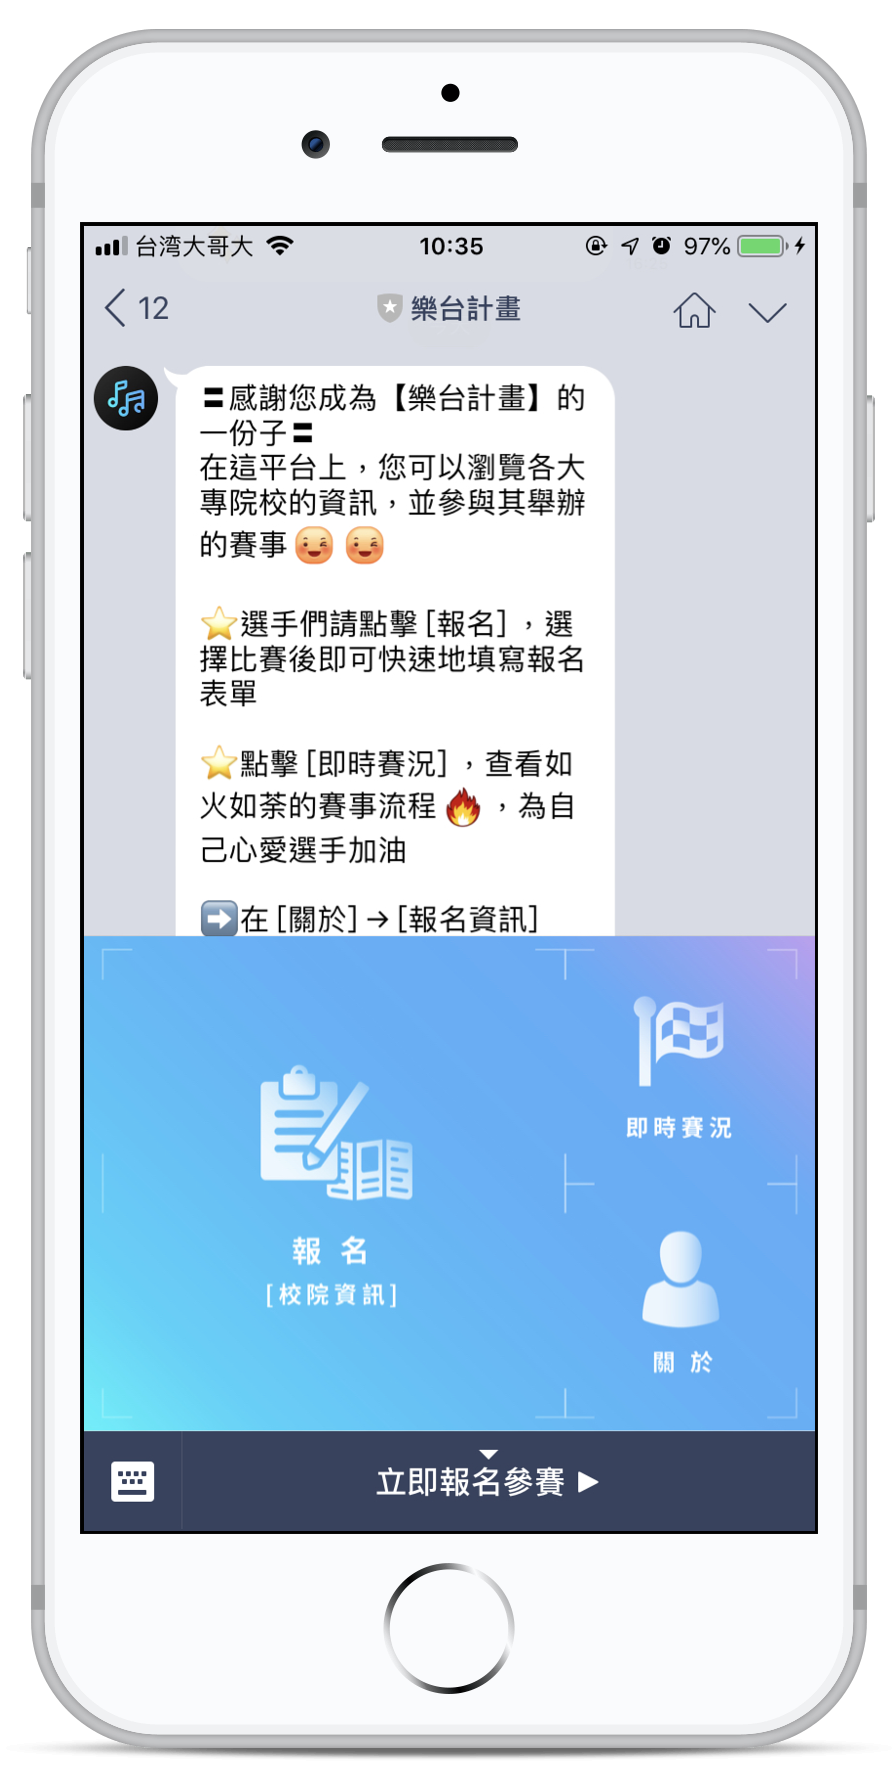 台湾大哥大 10:35 97%
12 樂台計畫
〓感謝您成為【樂台計畫】的
一份子〓
在這平台上，您可以瀏覽各大
專院校的資訊，並參與其舉辦
的賽事
選手們請點擊 [報名] ，選
擇比賽後即可快速地填寫報名
表單
點擊 [即時賽況] ，查看如
火如荼的賽事流程 ，為自
己心愛選手加油
➡在 [關於] → [報名資訊]
即時賽況
報名
[校院資訊]
關於
立即報名參賽 ▶